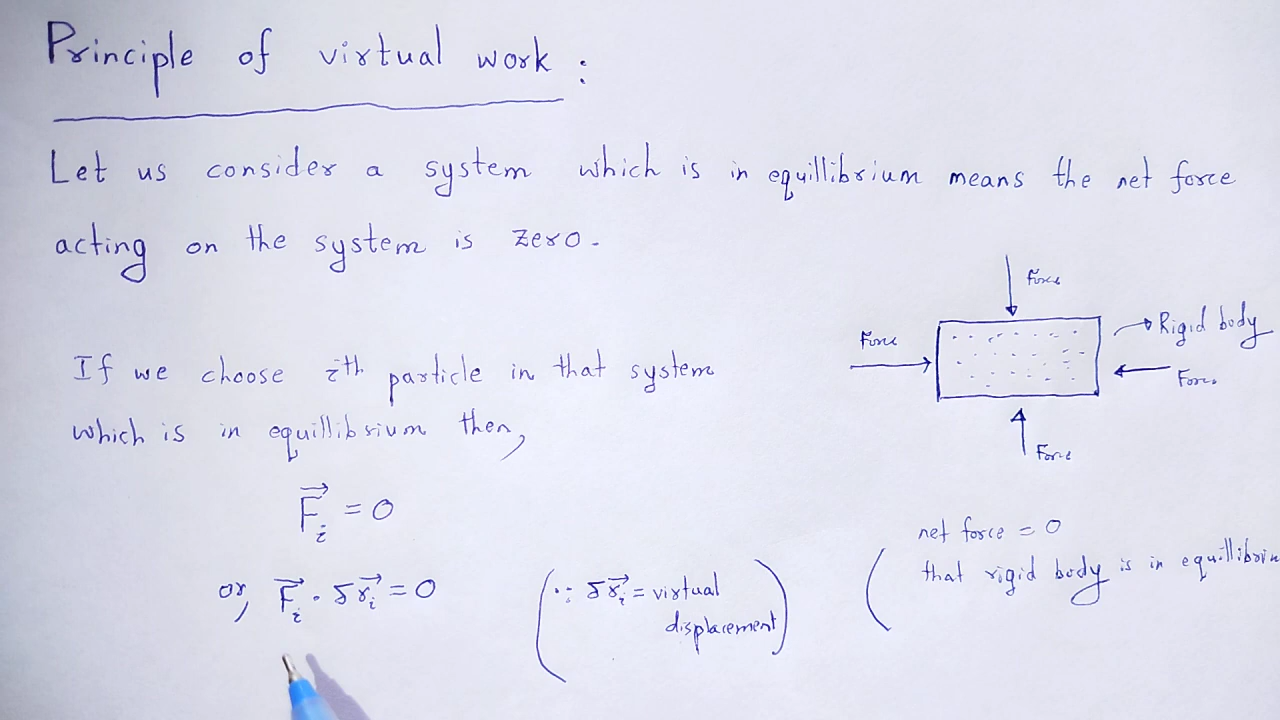 Principle of virtual work :
Let us consider a system which is in equillibrium means the net force
acting on the system is zero.
If we choose ith particle in that system
which is in equillibrium then,
F⃗ᵢ = 0
or, F⃗ᵢ · δr⃗ᵢ = 0
(∵ δr⃗ᵢ = virtual
displacement)
Force
Force
Rigid body
Force
Force
net force = 0
(that rigid body is in equillibriu